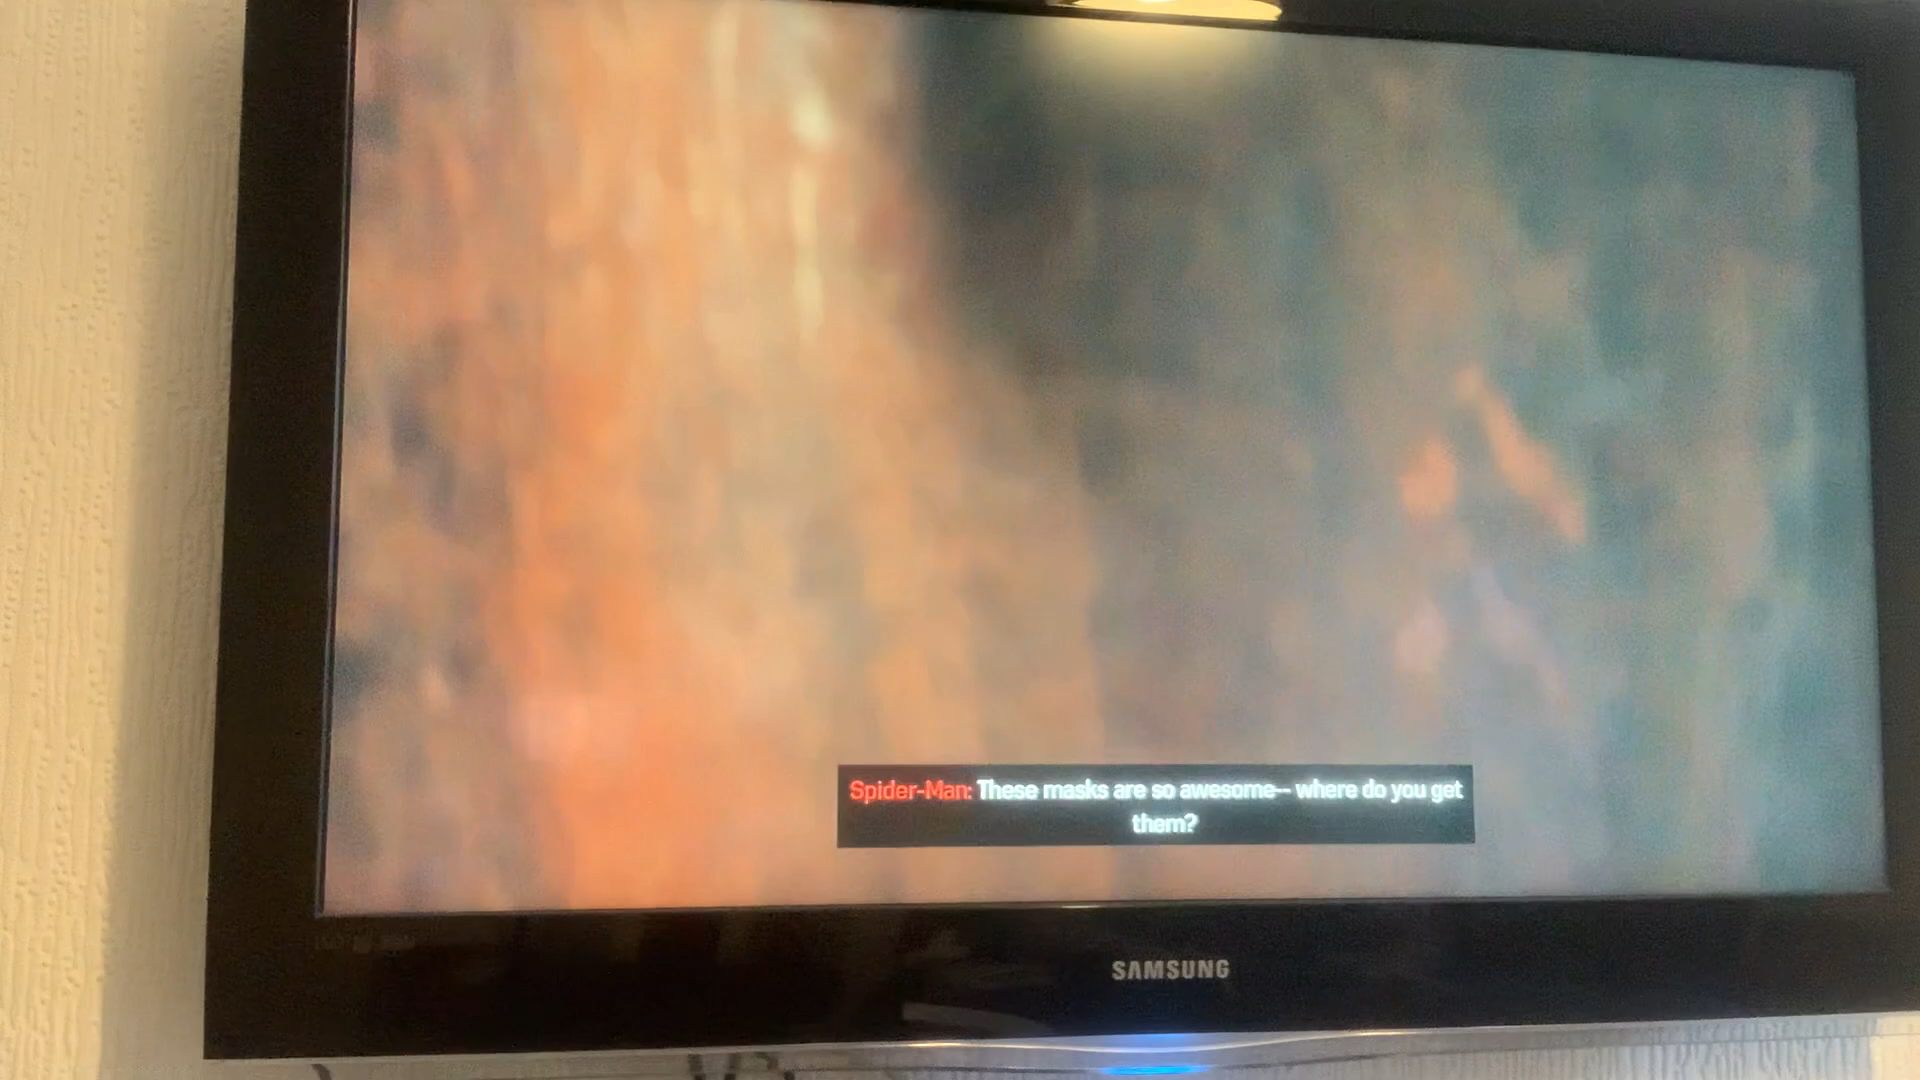 Spider-Man: These masks are so awesome-- where do you get
them?
SAMSUNG